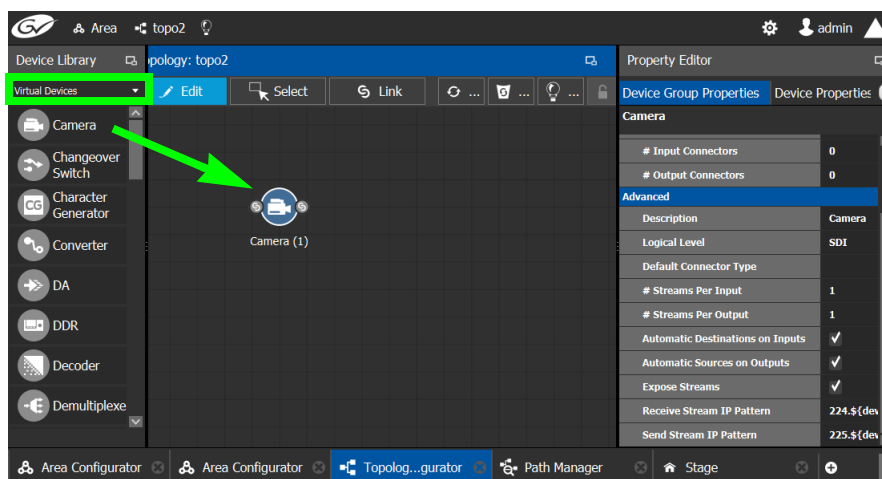 GV Area topo2 admin
Device Library
pology: topo2
Property Editor
Virtual Devices
Edit
Select
Link
...
...
...
Device Group Properties
Device Properties
Camera
Changeover
Switch
CG
Character
Generator
Converter
DA
DDR
Decoder
Demultiplexe
Camera (1)
Camera
# Input Connectors 0
# Output Connectors 0
Advanced
Description Camera
Logical Level SDI
Default Connector Type
# Streams Per Input 1
# Streams Per Output 1
Automatic Destinations on Inputs
Automatic Sources on Outputs
Expose Streams
Receive Stream IP Pattern 224.${dev
Send Stream IP Pattern 225.${dev
Area Configurator
Area Configurator
Topolog...gurator
Path Manager
Stage